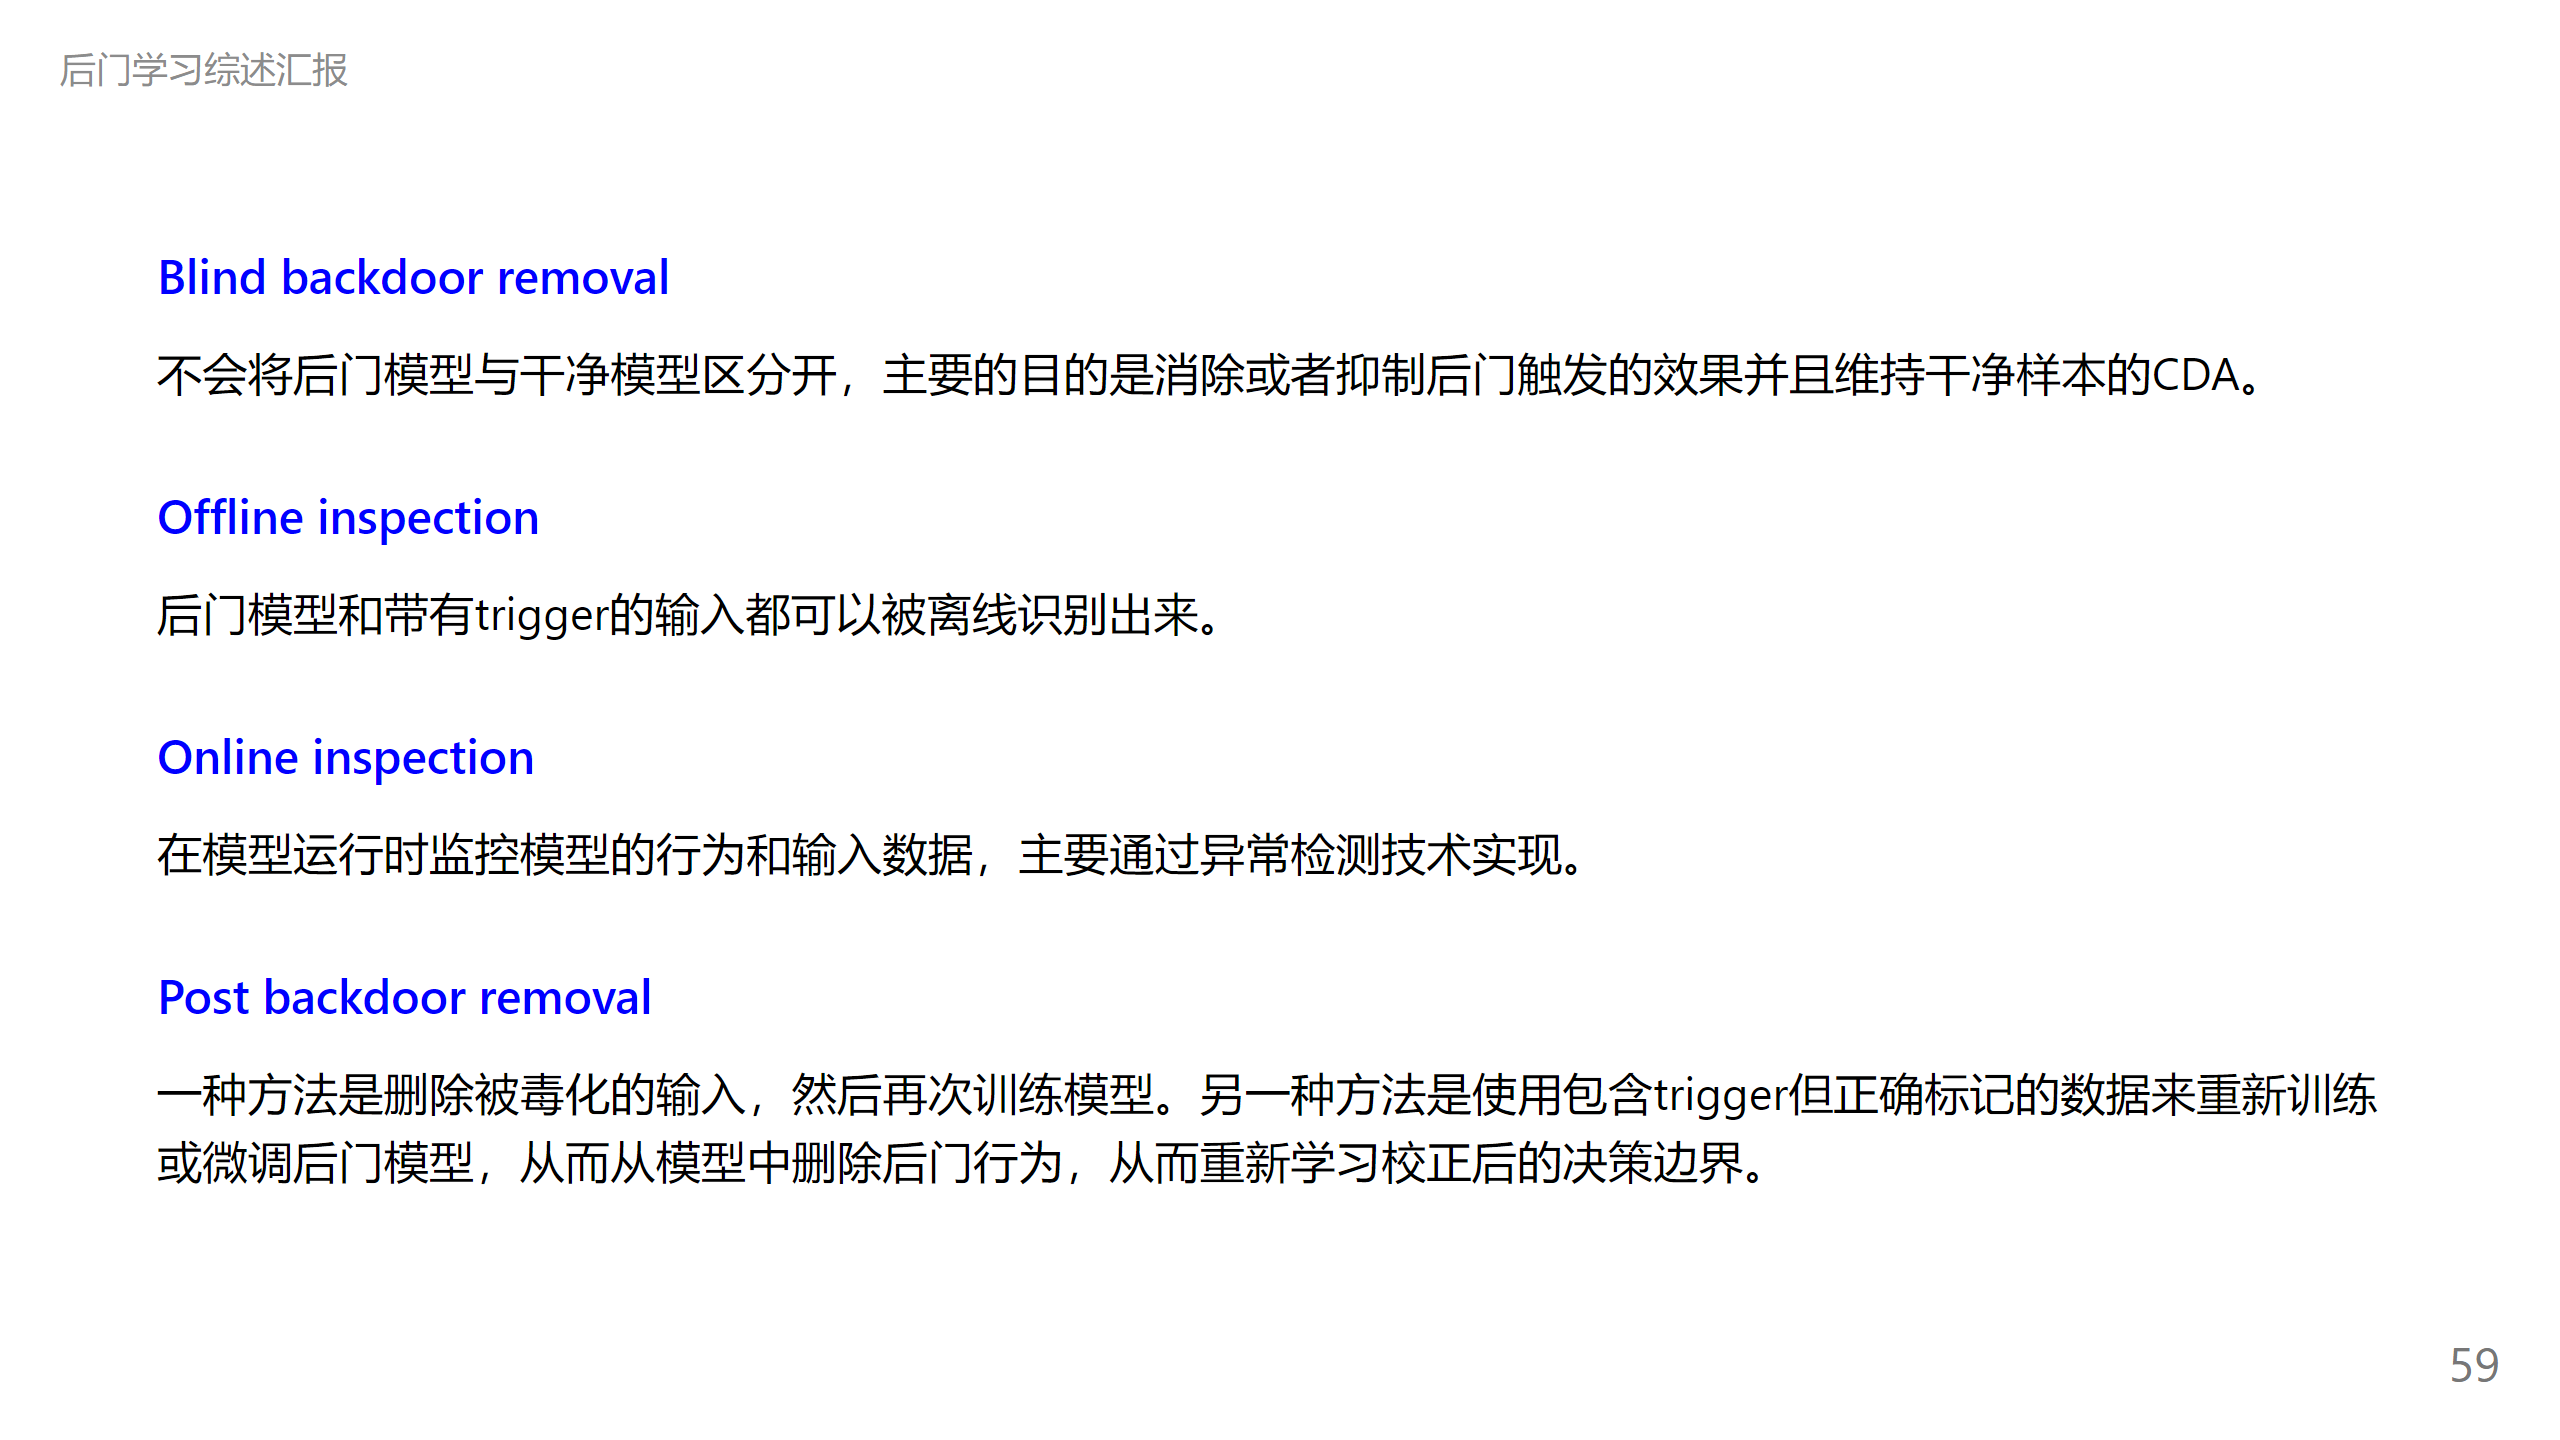 后门学习综述汇报
Blind backdoor removal
不会将后门模型与干净模型区分开，主要的目的是消除或者抑制后门触发的效果并且维持干净样本的CDA。
Offline inspection
后门模型和带有trigger的输入都可以被离线识别出来。
Online inspection
在模型运行时监控模型的行为和输入数据，主要通过异常检测技术实现。
Post backdoor removal
一种方法是删除被毒化的输入，然后再次训练模型。另一种方法是使用包含trigger但正确标记的数据来重新训练
或微调后门模型，从而从模型中删除后门行为，从而重新学习校正后的决策边界。
59